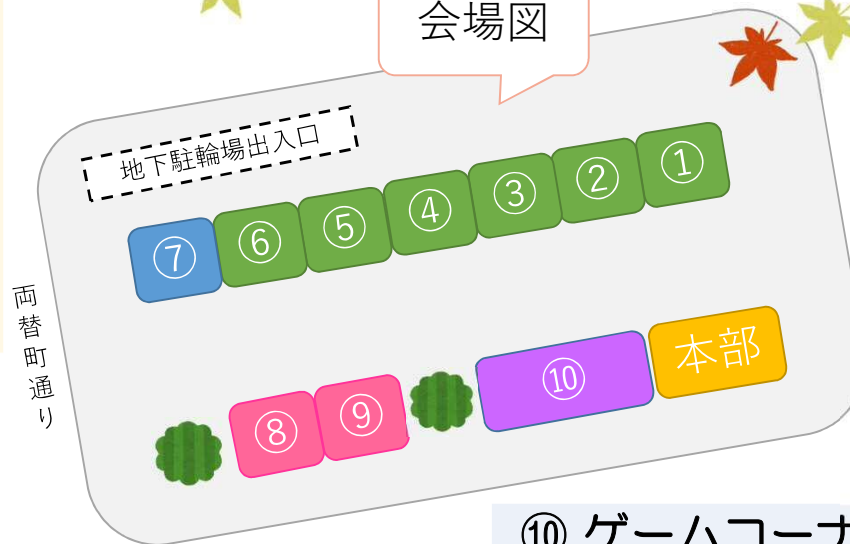 会場図
地下駐輪場出入口
⑦ ⑥ ⑤ ④ ③ ② ①
両替町通り
⑧ ⑨ ⑩ 本部
⑩ ゲームコーナ